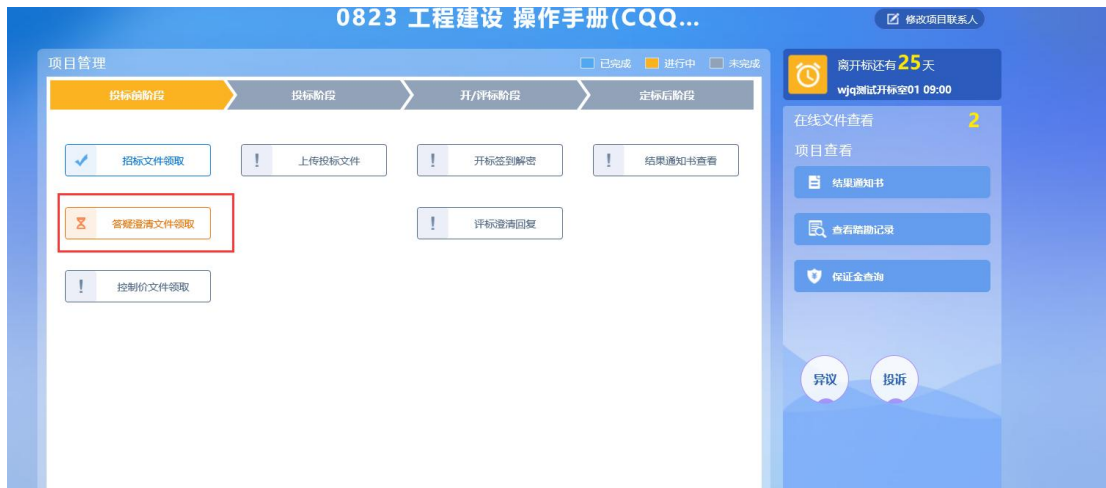 0823 工程建设 操作手册(CQQ...
修改项目联系人
项目管理
已完成 进行中 未完成
投标前阶段 投标阶段 开/评标阶段 定标后阶段
招标文件领取 上传投标文件 开标签到解密 结果通知书查看
答疑澄清文件领取 评标澄清回复
控制价文件领取
离开标还有25天
wjq测试开标室01 09:00
在线文件查看 2
项目查看
结果通知书
查看踏勘记录
保证金查询
异议 投诉